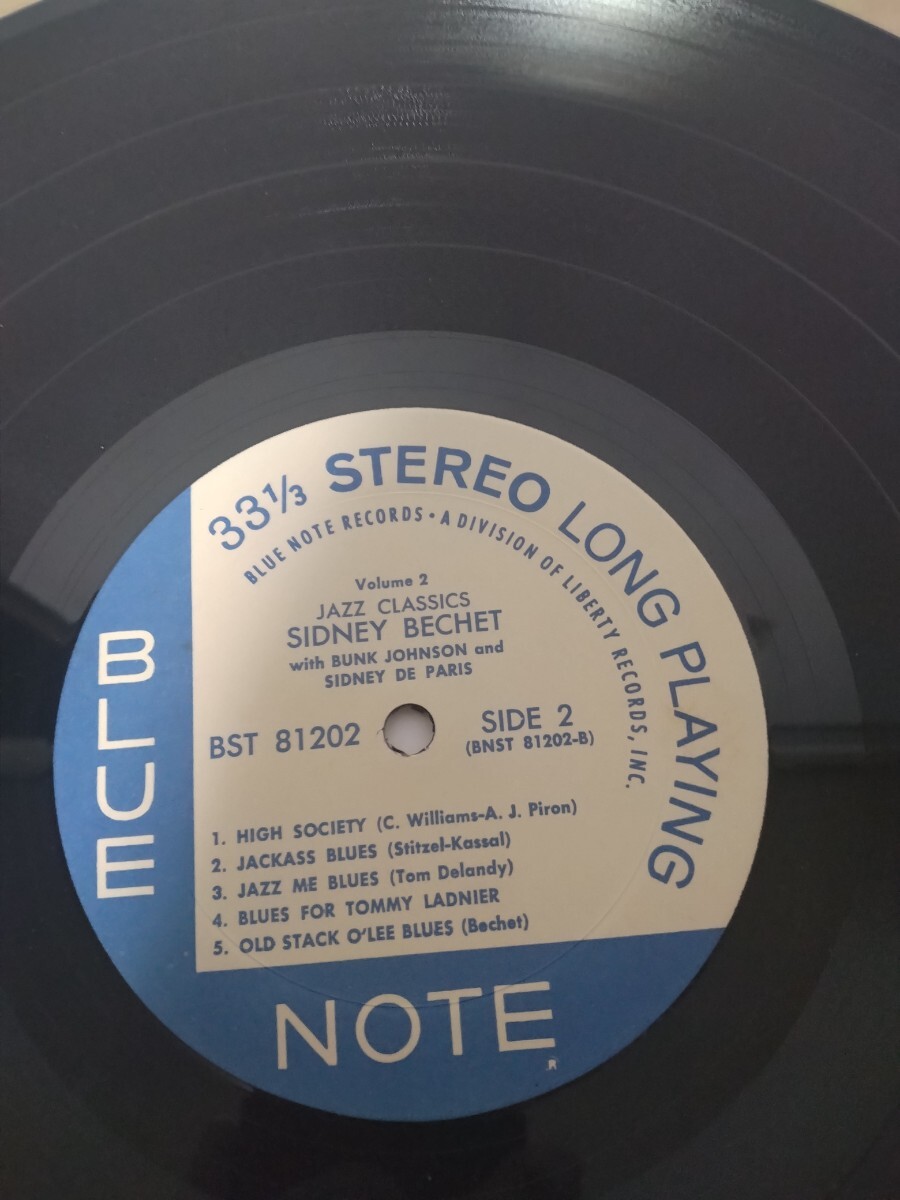 33⅓ STEREO LONG PLAYING
BLUE NOTE RECORDS • A DIVISION OF LIBERTY RECORDS, INC.
Volume 2
JAZZ CLASSICS
SIDNEY BECHET
with BUNK JOHNSON and
SIDNEY DE PARIS
BST 81202
SIDE 2
(BNST 81202-B)
1. HIGH SOCIETY (C. Williams-A. J. Piron)
2. JACKASS BLUES (Stitzel-Kassal)
3. JAZZ ME BLUES (Tom Delandy)
4. BLUES FOR TOMMY LADNIER
5. OLD STACK O'LEE BLUES (Bechet)
BLUE
NOTE
R